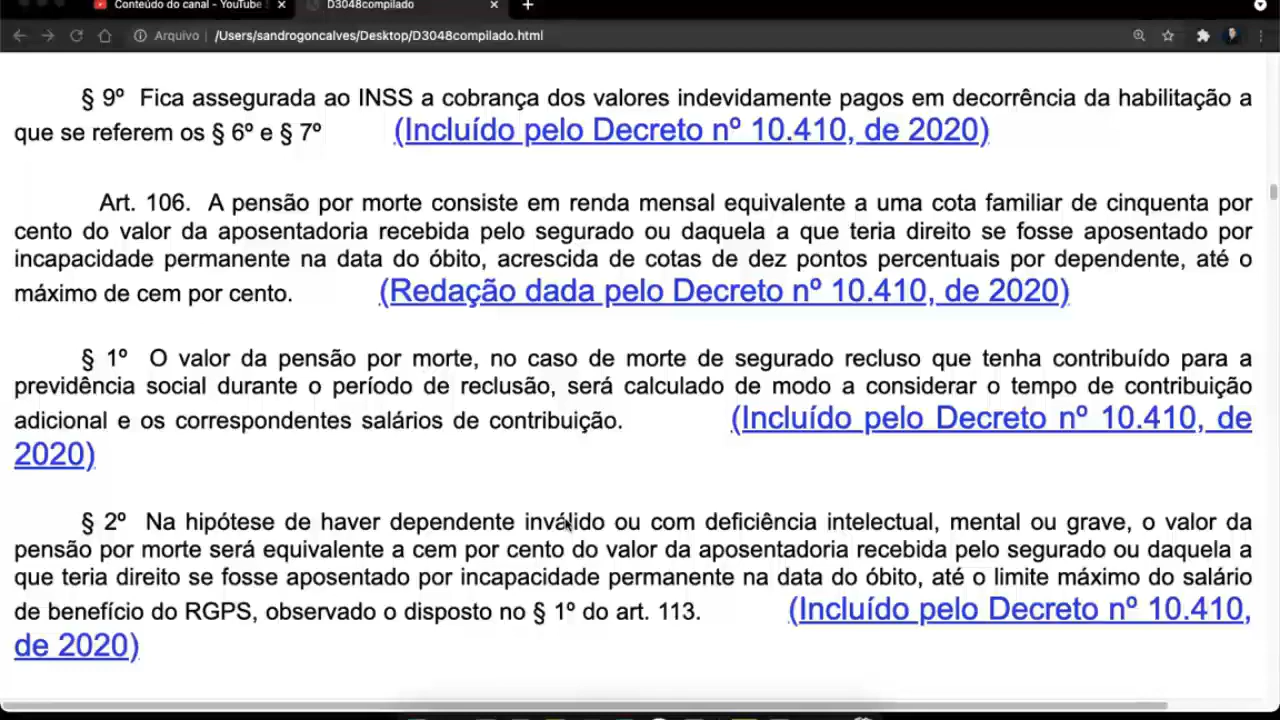 Conteúdo do canal - YouTube
D3048compilado
Arquivo | /Users/sandrogoncalves/Desktop/D3048compilado.html
§ 9º Fica assegurada ao INSS a cobrança dos valores indevidamente pagos em decorrência da habilitação a
que se referem os § 6º e § 7º (Incluído pelo Decreto nº 10.410, de 2020)
Art. 106. A pensão por morte consiste em renda mensal equivalente a uma cota familiar de cinquenta por
cento do valor da aposentadoria recebida pelo segurado ou daquela a que teria direito se fosse aposentado por
incapacidade permanente na data do óbito, acrescida de cotas de dez pontos percentuais por dependente, até o
máximo de cem por cento. (Redação dada pelo Decreto nº 10.410, de 2020)
§ 1º O valor da pensão por morte, no caso de morte de segurado recluso que tenha contribuído para a
previdência social durante o período de reclusão, será calculado de modo a considerar o tempo de contribuição
adicional e os correspondentes salários de contribuição. (Incluído pelo Decreto nº 10.410, de
2020)
§ 2º Na hipótese de haver dependente inválido ou com deficiência intelectual, mental ou grave, o valor da
pensão por morte será equivalente a cem por cento do valor da aposentadoria recebida pelo segurado ou daquela a
que teria direito se fosse aposentado por incapacidade permanente na data do óbito, até o limite máximo do salário
de benefício do RGPS, observado o disposto no § 1º do art. 113. (Incluído pelo Decreto nº 10.410,
de 2020)